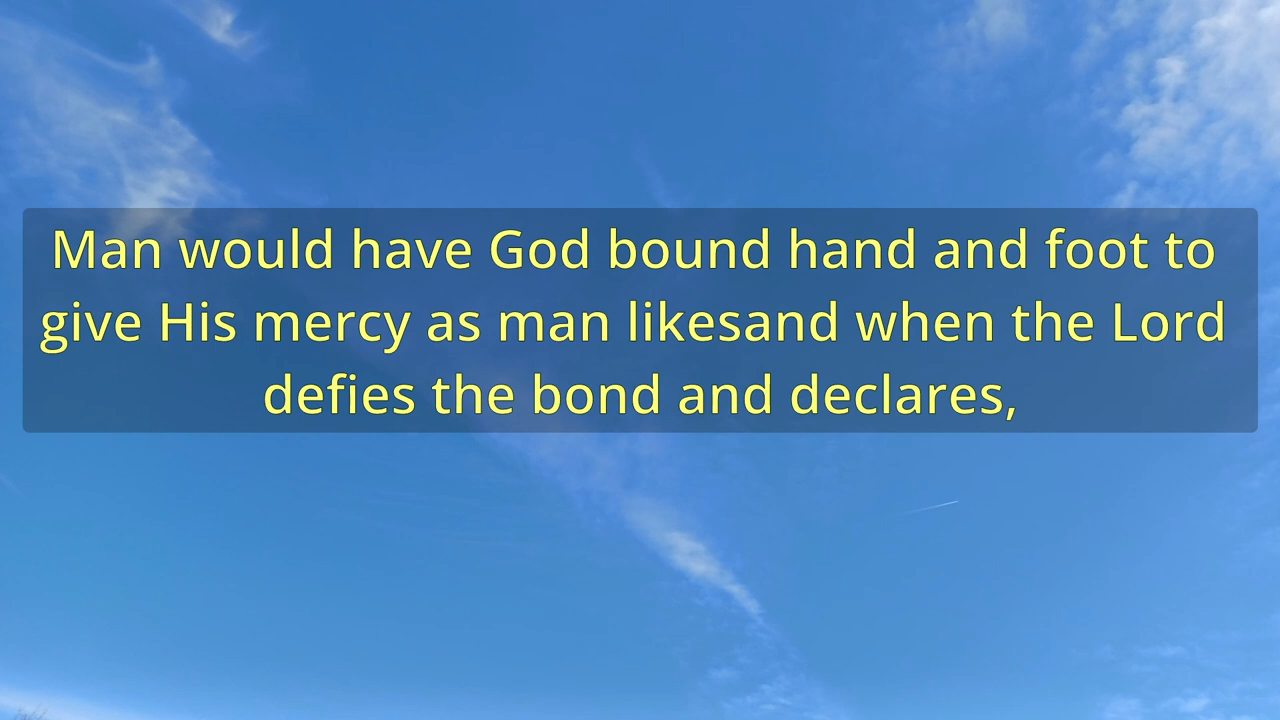 Man would have God bound hand and foot to
give His mercy as man likesand when the Lord
defies the bond and declares,